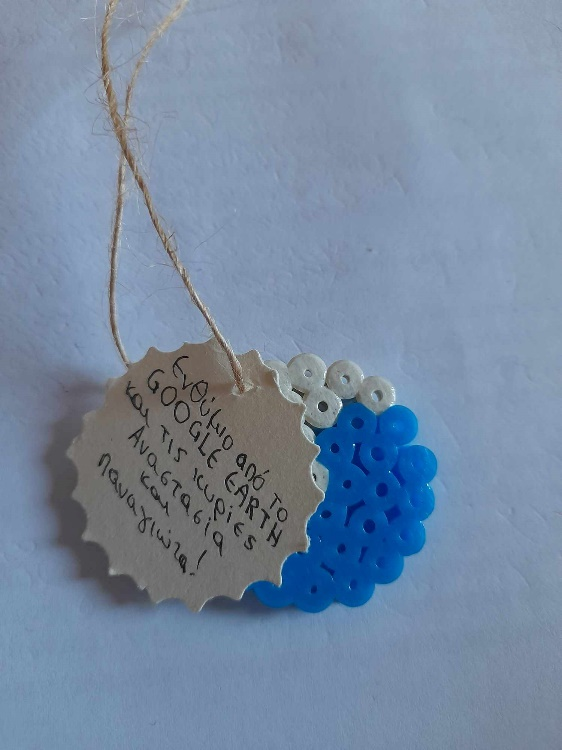 Ενθύμιο από το
GOOGLE EARTH
και τις κυρίες
Αναστασία
και
Παναγιώτα!